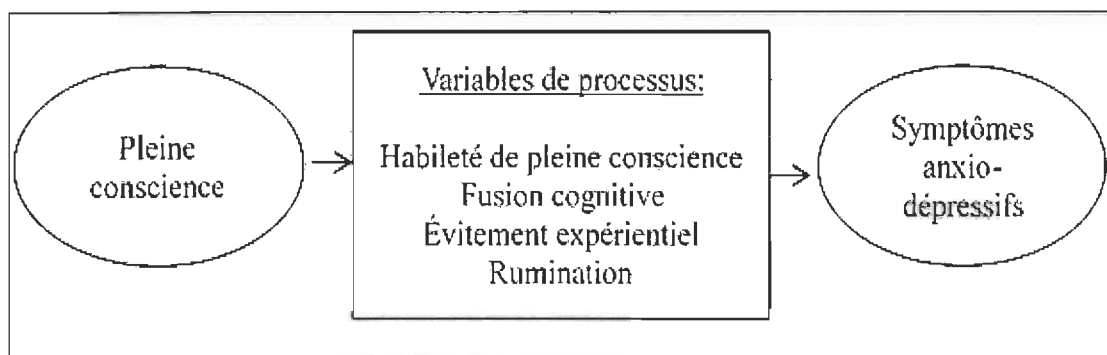 Pleine
conscience
Variables de processus:
Habileté de pleine conscience
Fusion cognitive
Évitement expérientiel
Rumination
Symptômes
anxio-
dépressifs